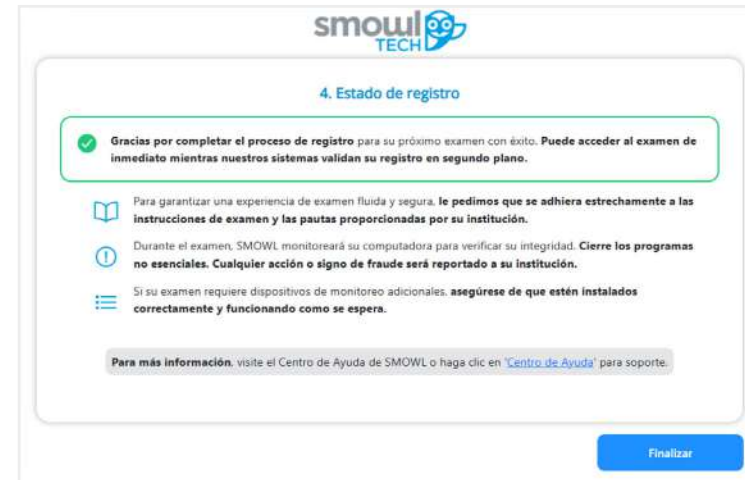 smowl
TECH
4. Estado de registro
Gracias por completar el proceso de registro para su próximo examen con éxito. Puede acceder al examen de
inmediato mientras nuestros sistemas validan su registro en segundo plano.
Para garantizar una experiencia de examen fluida y segura, le pedimos que se adhiera estrechamente a las
instrucciones de examen y las pautas proporcionadas por su institución.
Durante el examen, SMOWL monitoreará su computadora para verificar su integridad. Cierre los programas
no esenciales. Cualquier acción o signo de fraude será reportado a su institución.
Si su examen requiere dispositivos de monitoreo adicionales, asegúrese de que estén instalados
correctamente y funcionando como se espera.
Para más información, visite el Centro de Ayuda de SMOWL o haga clic en 'Centro de Ayuda' para soporte.
Finalizar